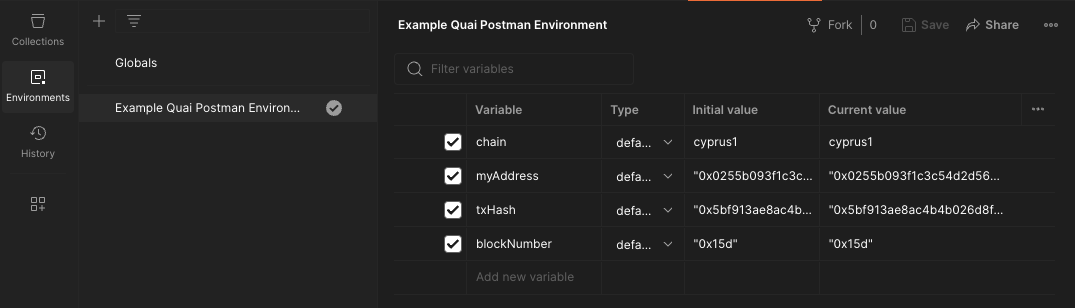 Collections
Environments
History
Globals
Example Quai Postman Environ...
Example Quai Postman Environment
Fork 0 Save Share
Filter variables
Variable Type Initial value Current value
chain defa... cyprus1 cyprus1
myAddress defa... "0x0255b093f1c3c... "0x0255b093f1c3c54d2d56...
txHash defa... "0x5bf913ae8ac4b... "0x5bf913ae8ac4b4b026d8f...
blockNumber defa... "0x15d" "0x15d"
Add new variable